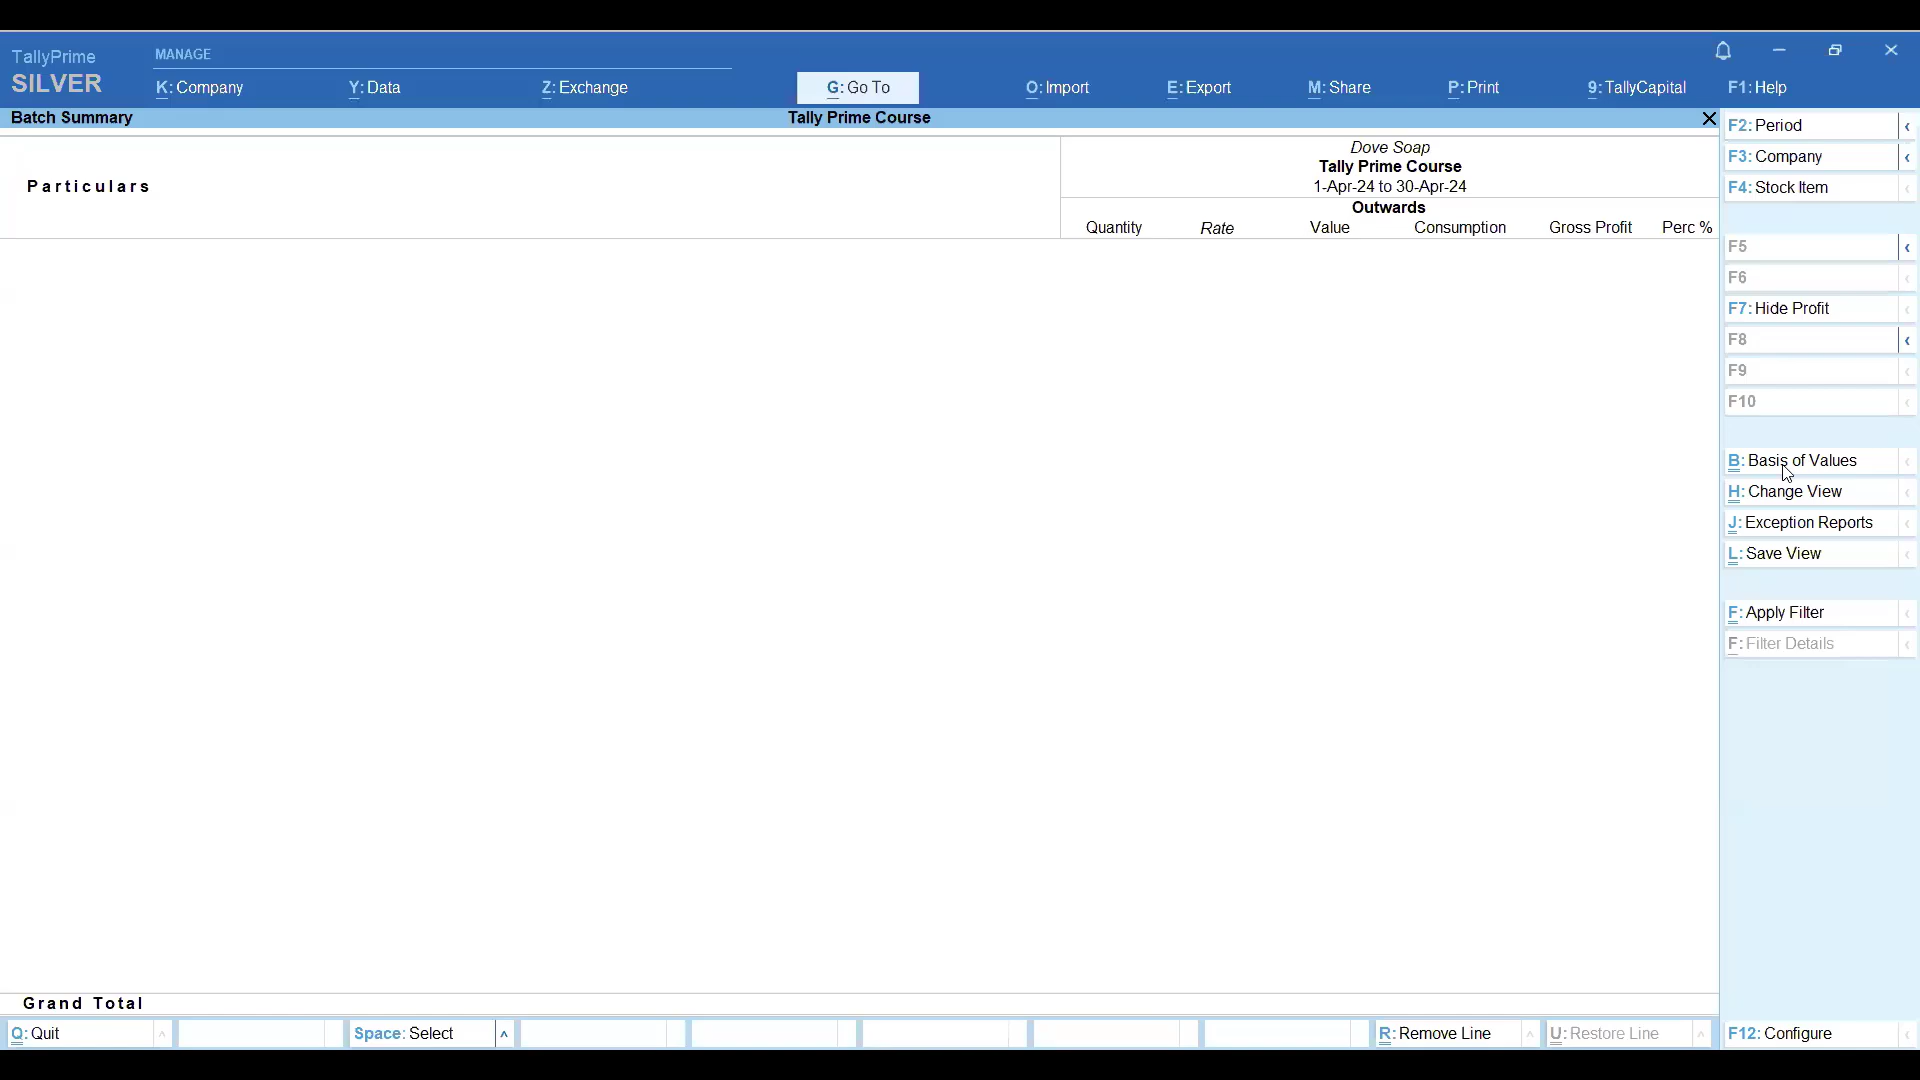 TallyPrime
SILVER
MANAGE
K: Company
Y: Data
Z: Exchange
G: Go To
O: Import
E: Export
M: Share
P: Print
9: TallyCapital
F1: Help
Batch Summary
Tally Prime Course
Particulars
Dove Soap
Tally Prime Course
1-Apr-24 to 30-Apr-24
Outwards
Quantity Rate Value Consumption Gross Profit Perc %
F2: Period
F3: Company
F4: Stock Item
F5
F6
F7: Hide Profit
F8
F9
F10
B: Basis of Values
H: Change View
J: Exception Reports
L: Save View
F: Apply Filter
F: Filter Details
Grand Total
Q: Quit
Space: Select
R: Remove Line
U: Restore Line
F12: Configure